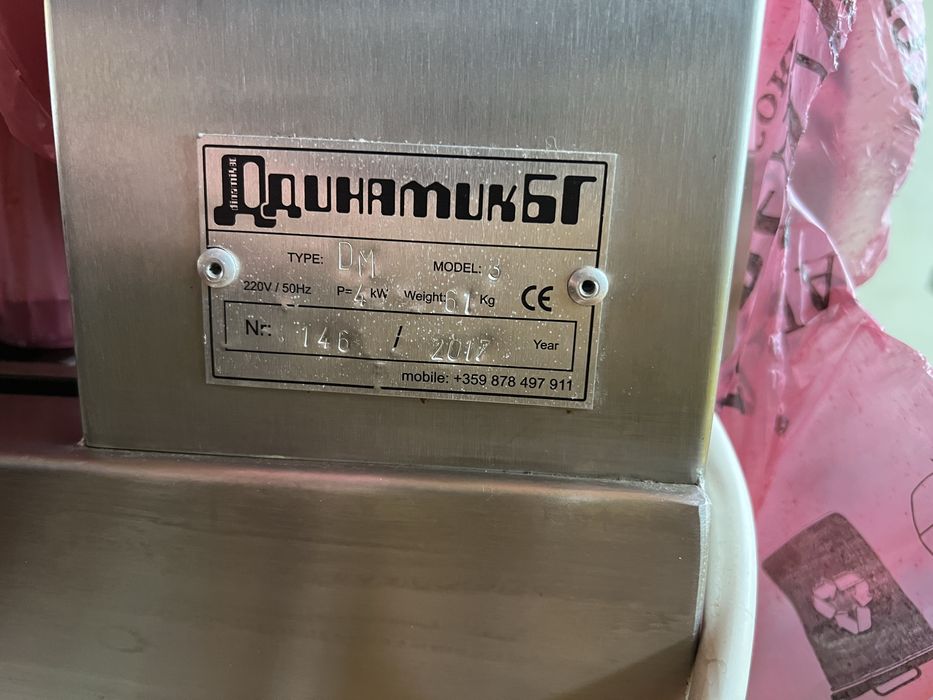 ДдинаmикБГ
TYPE: DM MODEL: 3
220V / 50Hz P= 4 kW Weight: 61 Kg CE
Nr: 146 / 2017 Year
mobile: +359 878 497 911